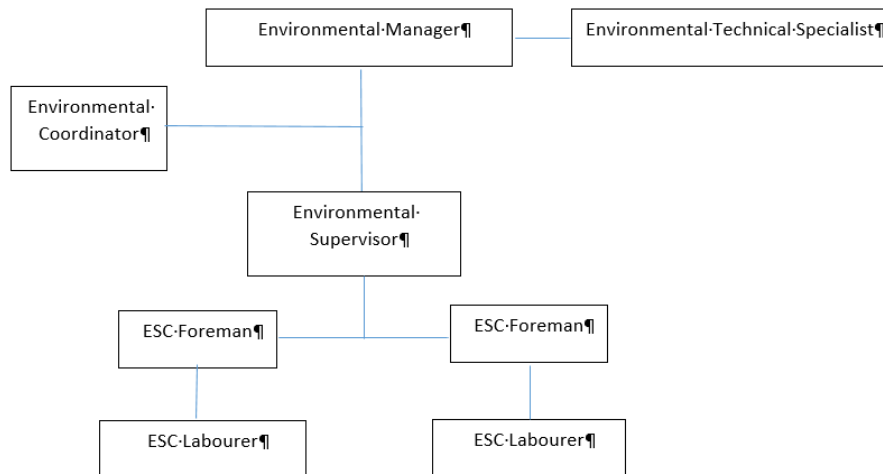 Environmental·Manager¶
Environmental·Technical·Specialist¶
Environmental·
Coordinator¶
Environmental·
Supervisor¶
ESC·Foreman¶
ESC·Foreman¶
ESC·Labourer¶
ESC·Labourer¶